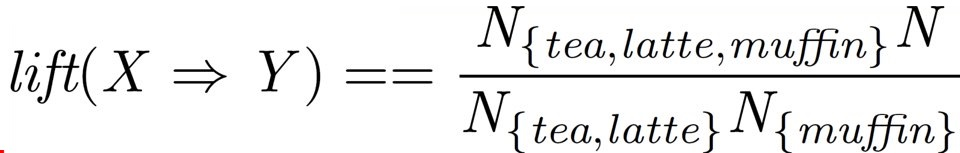 lift(X ⇒ Y) == N{tea,latte,muffin} N
N{tea,latte} N{muffin}